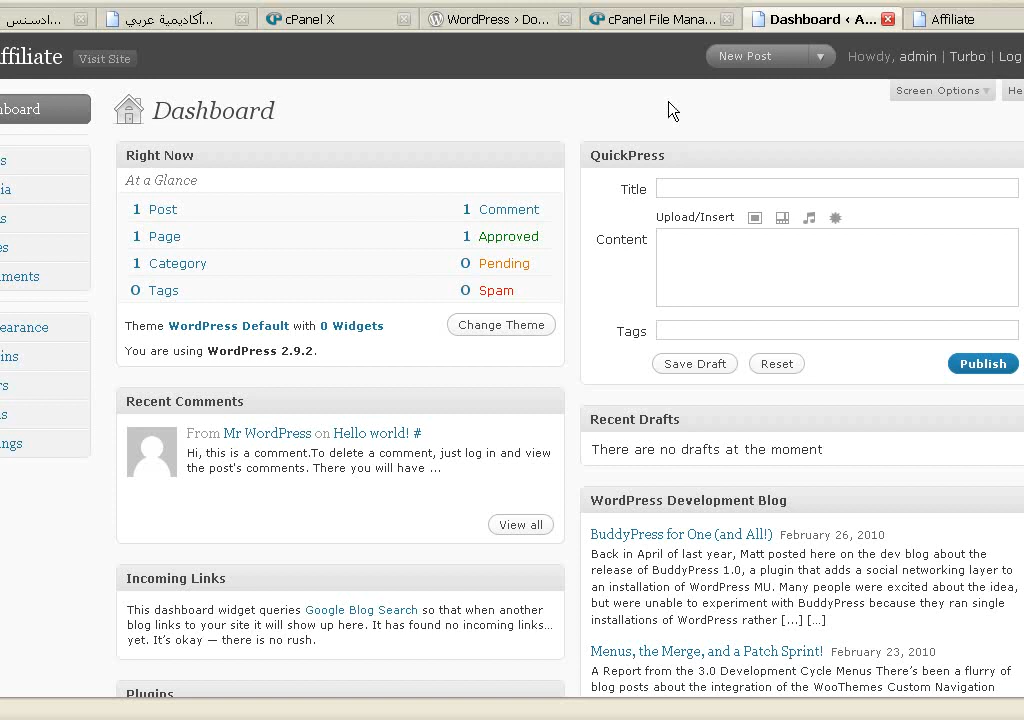 ...ادسنس
أكاديمية عربي...
cPanel X
WordPress › Do...
cPanel File Mana...
Dashboard ‹ A...
Affiliate
ffiliate
Visit Site
New Post
Howdy, admin | Turbo | Log
Screen Options
He
board
Dashboard
s
ia
s
es
ments
earance
ins
rs
s
ings
Right Now
At a Glance
1 Post
1 Comment
1 Page
1 Approved
1 Category
0 Pending
0 Tags
0 Spam
Theme WordPress Default with 0 Widgets
Change Theme
You are using WordPress 2.9.2.
Recent Comments
From Mr WordPress on Hello world! #
Hi, this is a comment.To delete a comment, just log in and view
the post's comments. There you will have ...
View all
Incoming Links
This dashboard widget queries Google Blog Search so that when another
blog links to your site it will show up here. It has found no incoming links...
yet. It's okay — there is no rush.
Plugins
QuickPress
Title
Upload/Insert
Content
Tags
Save Draft
Reset
Publish
Recent Drafts
There are no drafts at the moment
WordPress Development Blog
BuddyPress for One (and All!) February 26, 2010
Back in April of last year, Matt posted here on the dev blog about the
release of BuddyPress 1.0, a plugin that adds a social networking layer to
an installation of WordPress MU. Many people were excited about the idea,
but were unable to experiment with BuddyPress because they ran single
installations of WordPress rather [...] [...]
Menus, the Merge, and a Patch Sprint! February 23, 2010
A Report from the 3.0 Development Cycle Menus There's been a flurry of
blog posts about the integration of the WooThemes Custom Navigation